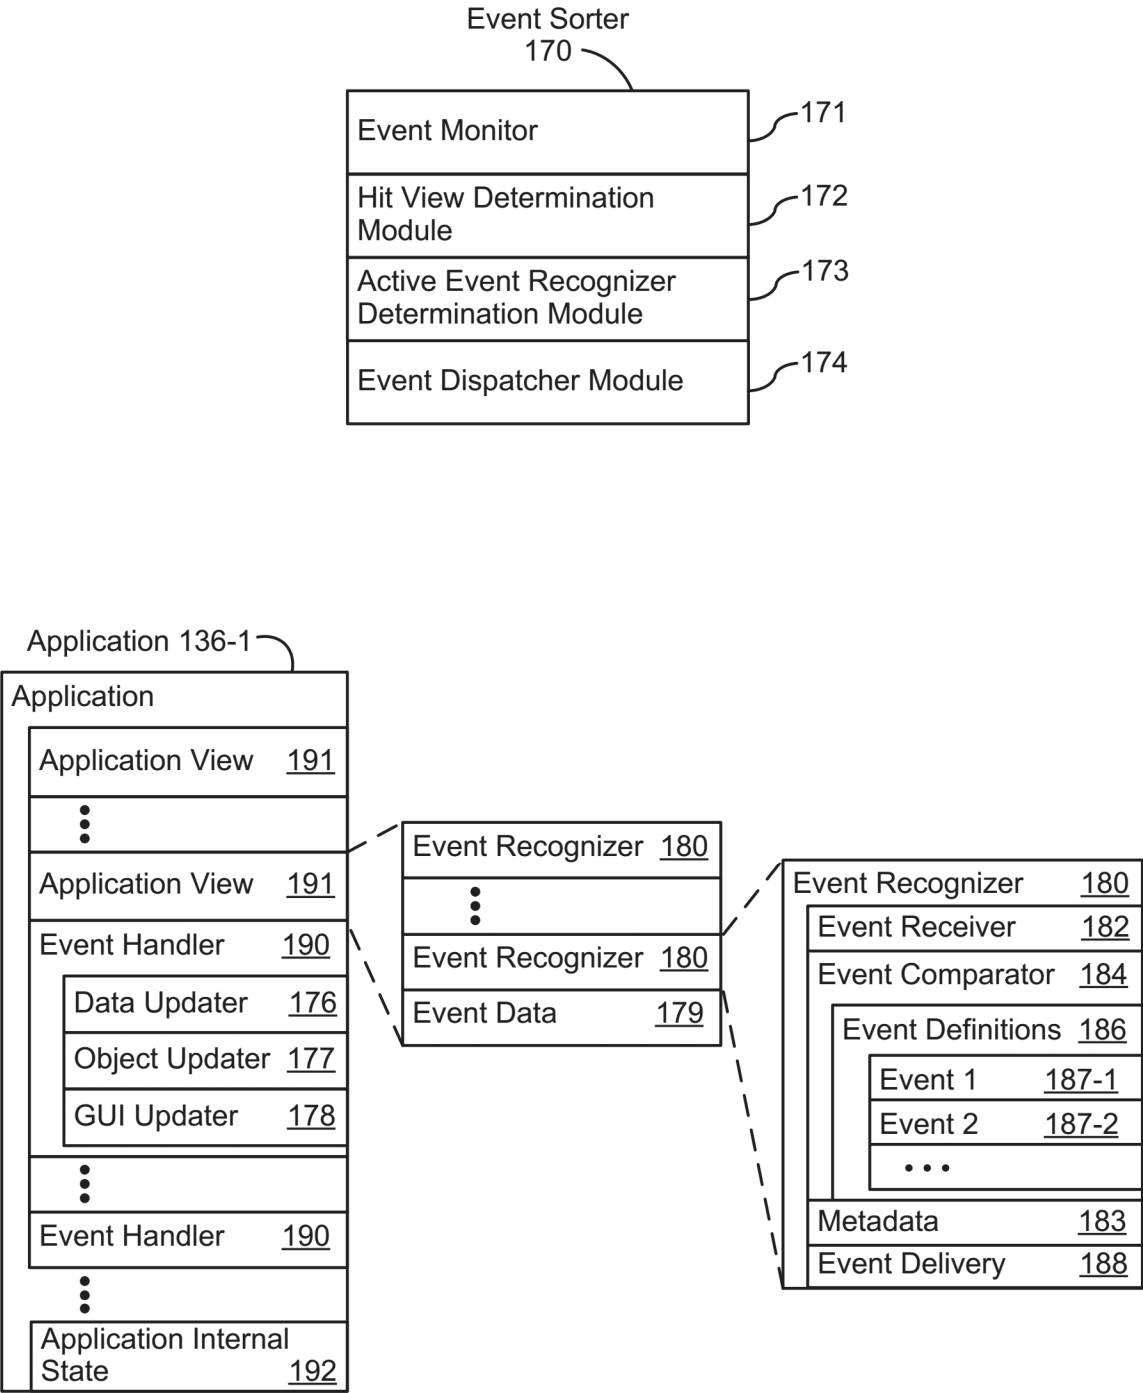 Event Sorter
170
Event Monitor
171
Hit View Determination
Module
172
Active Event Recognizer
Determination Module
173
Event Dispatcher Module
174
Application 136-1
Application
Application View 191
Application View 191
Event Handler 190
Data Updater 176
Object Updater 177
GUI Updater 178
Event Handler 190
Application Internal
State 192
Event Recognizer 180
Event Recognizer 180
Event Data 179
Event Recognizer 180
Event Receiver 182
Event Comparator 184
Event Definitions 186
Event 1 187-1
Event 2 187-2
Metadata 183
Event Delivery 188